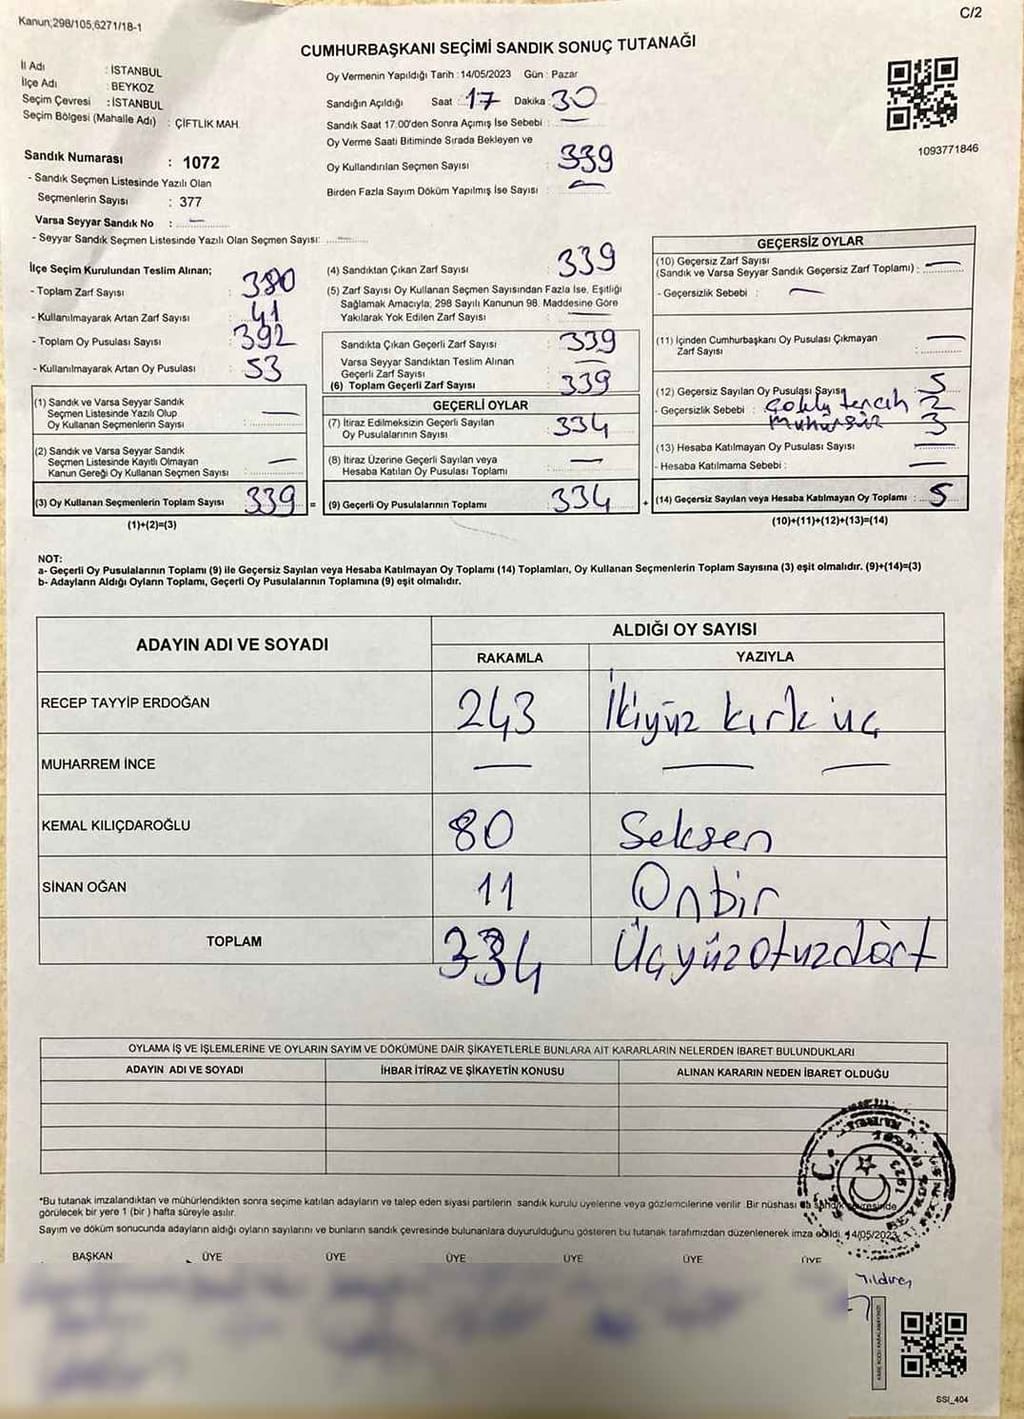 Kanun;298/105,6271/18-1
C/2
CUMHURBAŞKANI SEÇİMİ SANDIK SONUÇ TUTANAĞI
İl Adı : İSTANBUL
İlçe Adı : BEYKOZ
Seçim Çevresi : İSTANBUL
Seçim Bölgesi (Mahalle Adı) : ÇİFTLİK MAH.
Sandık Numarası : 1072
- Sandık Seçmen Listesinde Yazılı Olan
Seçmenlerin Sayısı : 377
Varsa Seyyar Sandık No : —
- Seyyar Sandık Seçmen Listesinde Yazılı Olan Seçmen Sayısı: —
Oy Vermenin Yapıldığı Tarih : 14/05/2023 Gün : Pazar
Sandığın Açıldığı Saat : 17 Dakika : 30
Sandık Saat 17.00'den Sonra Açımış İse Sebebi : —
Oy Verme Saati Bitiminde Sırada Bekleyen ve
Oy Kullandırılan Seçmen Sayısı : 339
Birden Fazla Sayım Döküm Yapılmış İse Sayısı : —
1093771846
İlçe Seçim Kurulundan Teslim Alınan;
- Toplam Zarf Sayısı : 380
- Kullanılmayarak Artan Zarf Sayısı : 41
- Toplam Oy Pusulası Sayısı : 392
- Kullanılmayarak Artan Oy Pusulası : 53
(1) Sandık ve Varsa Seyyar Sandık
Seçmen Listesinde Yazılı Olup
Oy Kullanan Seçmenlerin Sayısı : —
(2) Sandık ve Varsa Seyyar Sandık
Seçmen Listesinde Kayıtlı Olmayan
Kanun Gereği Oy Kullanan Seçmen Sayısı : —
(3) Oy Kullanan Seçmenlerin Toplam Sayısı : 339 =
(1)+(2)=(3)
(4) Sandıktan Çıkan Zarf Sayısı : 339
(5) Zarf Sayısı Oy Kullanan Seçmen Sayısından Fazla İse, Eşitliği
Sağlamak Amacıyla; 298 Sayılı Kanunun 98. Maddesine Göre
Yakılarak Yok Edilen Zarf Sayısı : —
Sandıkta Çıkan Geçerli Zarf Sayısı : 339
Varsa Seyyar Sandıktan Teslim Alınan
Geçerli Zarf Sayısı : —
(6) Toplam Geçerli Zarf Sayısı : 339
GEÇERLİ OYLAR
(7) İtiraz Edilmeksizin Geçerli Sayılan
Oy Pusulalarının Sayısı : 334
(8) İtiraz Üzerine Geçerli Sayılan veya
Hesaba Katılan Oy Pusulası Toplamı : —
(9) Geçerli Oy Pusulalarının Toplamı : 334 +
GEÇERSİZ OYLAR
(10) Geçersiz Zarf Sayısı
(Sandık ve Varsa Seyyar Sandık Geçersiz Zarf Toplamı) : —
- Geçersizlik Sebebi : —
(11) İçinden Cumhurbaşkanı Oy Pusulası Çıkmayan
Zarf Sayısı : —
(12) Geçersiz Sayılan Oy Pusulası Sayısı : 5
- Geçersizlik Sebebi : Çoklu tercih 2
Mühürsüz 3
(13) Hesaba Katılmayan Oy Pusulası Sayısı : —
- Hesaba Katılmama Sebebi : —
(14) Geçersiz Sayılan veya Hesaba Katılmayan Oy Toplamı : 5
(10)+(11)+(12)+(13)=(14)
NOT:
a- Geçerli Oy Pusulalarının Toplamı (9) ile Geçersiz Sayılan veya Hesaba Katılmayan Oy Toplamı (14) Toplamları, Oy Kullanan Seçmenlerin Toplam Sayısına (3) eşit olmalıdır. (9)+(14)=(3)
b- Adayların Aldığı Oyların Toplamı, Geçerli Oy Pusulalarının Toplamına (9) eşit olmalıdır.
ADAYIN ADI VE SOYADI ALDIĞI OY SAYISI
RAKAMLA YAZIYLA
RECEP TAYYİP ERDOĞAN 243 İkiyüz kırk üç
MUHARREM İNCE — — —
KEMAL KILIÇDAROĞLU 80 Seksen
SİNAN OĞAN 11 Onbir
TOPLAM 334 Üçyüzotuzdört
OYLAMA İŞ VE İŞLEMLERİNE VE OYLARIN SAYIM VE DÖKÜMÜNE DAİR ŞİKAYETLERLE BUNLARA AİT KARARLARIN NELERDEN İBARET BULUNDUKLARI
ADAYIN ADI VE SOYADI İHBAR İTİRAZ VE ŞİKAYETİN KONUSU ALINAN KARARIN NEDEN İBARET OLDUĞU
*Bu tutanak imzalandıktan ve mühürlendikten sonra seçime katılan adayların ve talep eden siyasi partilerin sandık kurulu üyelerine veya gözlemcilerine verilir. Bir nüshası da sandık çevresinde
görülecek bir yere 1 (bir) hafta süreyle asılır.
Sayım ve döküm sonucunda adayların aldığı oyların sayılarını ve bunların sandık çevresinde bulunanlara duyurulduğunu gösteren bu tutanak tarafımızdan düzenlenerek imza edildi. 14/05/2023
BAŞKAN ÜYE ÜYE ÜYE ÜYE ÜYE ÜYE
T.C.
1923
SSİ_404